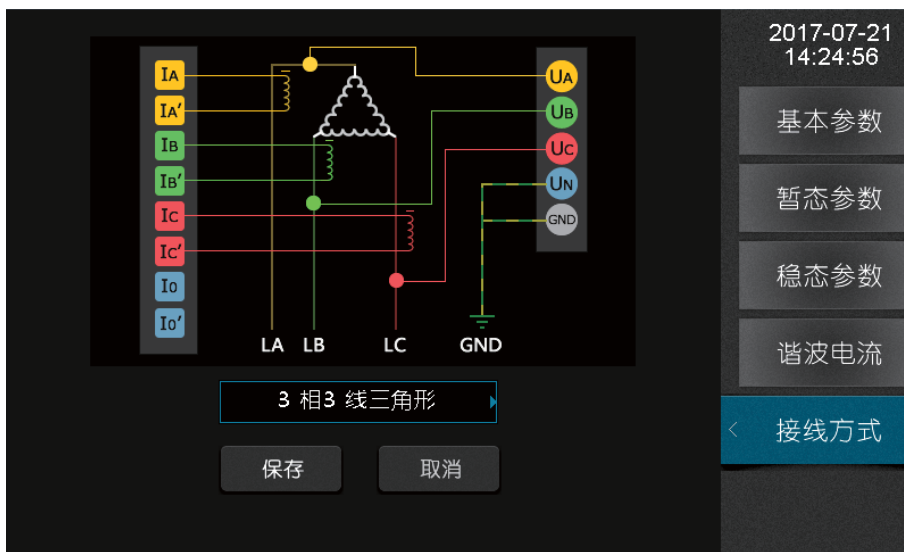 2017-07-21
14:24:56
IA
IA′
IB
IB′
IC
IC′
Io
Io′
UA
UB
UC
UN
GND
LA LB LC GND
3 相3 线三角形
保存 取消
基本参数
暂态参数
稳态参数
谐波电流
接线方式